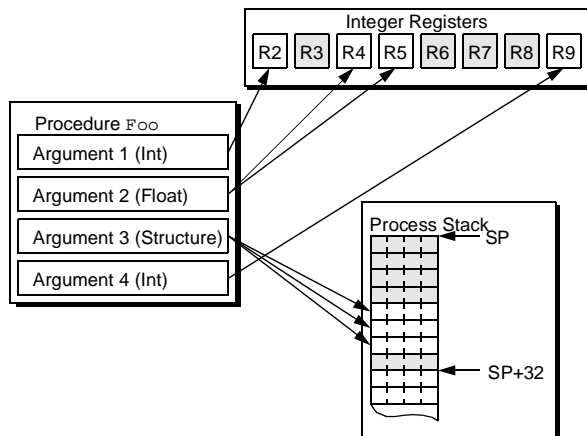 Integer Registers
R2 R3 R4 R5 R6 R7 R8 R9
Procedure Foo
Argument 1 (Int)
Argument 2 (Float)
Argument 3 (Structure)
Argument 4 (Int)
Process Stack
SP
SP+32